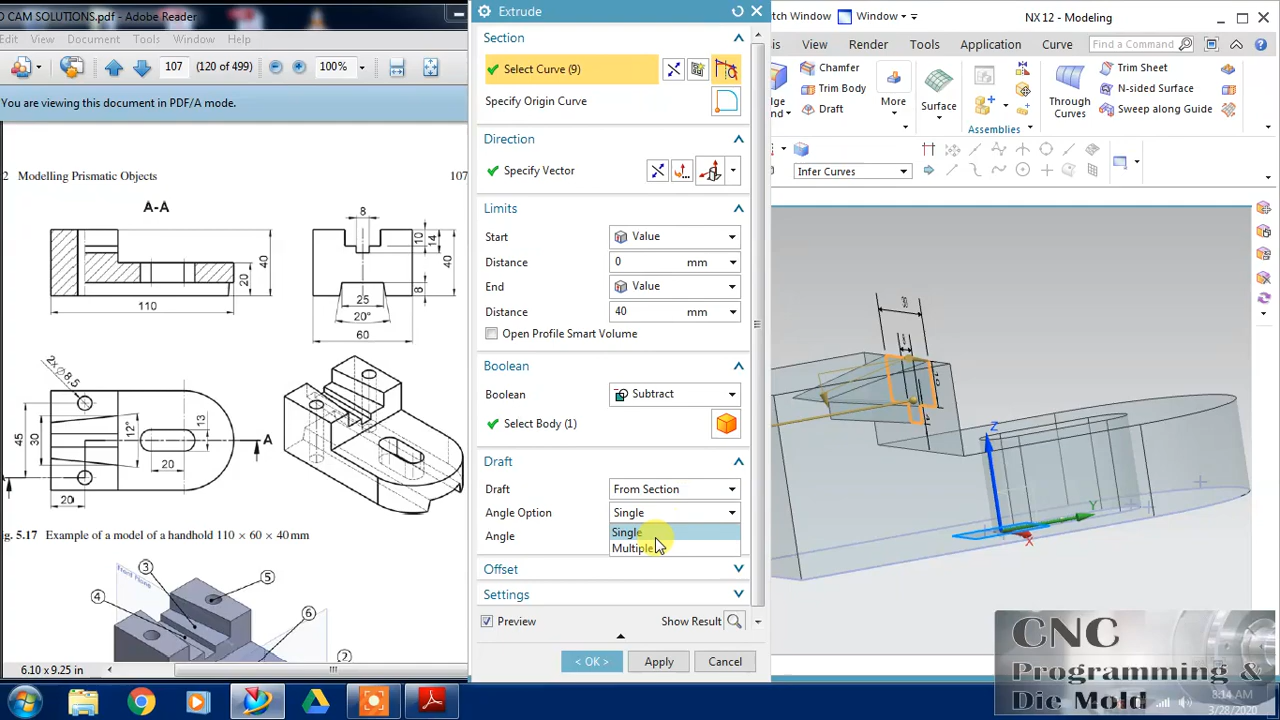 D CAM SOLUTIONS.pdf - Adobe Reader
Edit View Document Tools Window Help
107 (120 of 499) 100%
You are viewing this document in PDF/A mode.
2 Modelling Prismatic Objects 107
A-A
110
20
40
8
10
14
40
8
25
20°
60
2xØ8,5
45
30
12°
13
20
20
A
Fig. 5.17 Example of a model of a handhold 110 × 60 × 40 mm
Front Plane
3
5
4
6
6.10 x 9.25 in
Extrude
Section
Select Curve (9)
Specify Origin Curve
Direction
Specify Vector
Limits
Start Value
Distance 0 mm
End Value
Distance 40 mm
Open Profile Smart Volume
Boolean
Boolean Subtract
Select Body (1)
Draft
Draft From Section
Angle Option Single
Single
Angle
Multiple
Offset
Settings
Preview Show Result
< OK > Apply Cancel
tch Window Window NX 12 - Modeling
View Render Tools Application Curve Find a Command
Chamfer
Trim Body
Draft
More
Surface
Assemblies
Through Curves
Trim Sheet
N-sided Surface
Sweep along Guide
Infer Curves
Z
Y
X
CNC
Programming &
Die Mold
8:14 AM
3/28/2020